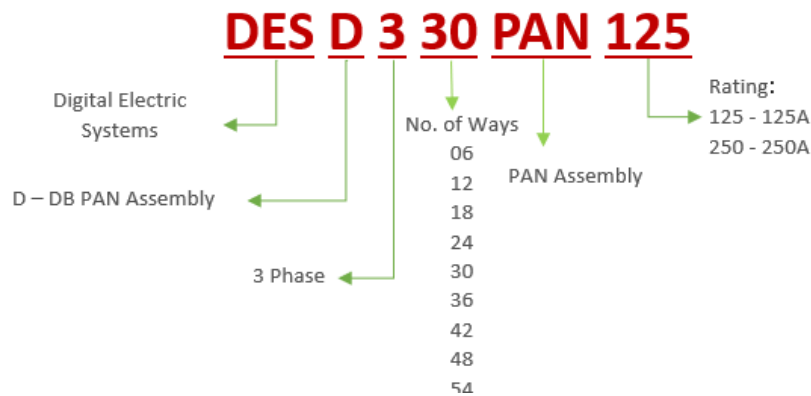 DES D 3 30 PAN 125
Digital Electric
Systems
D – DB PAN Assembly
3 Phase
No. of Ways
06
12
18
24
30
36
42
48
54
PAN Assembly
Rating:
125 - 125A
250 - 250A